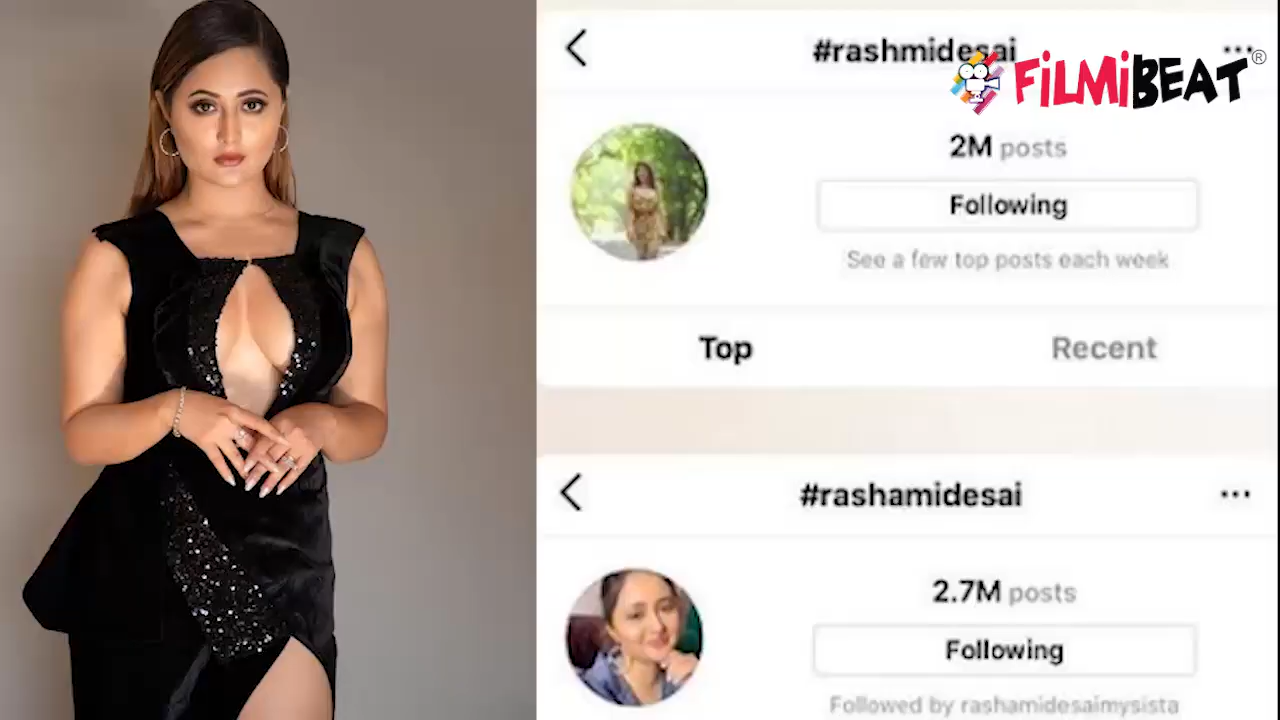 #rashmidesai
FiLMiBEAT®
2M posts
Following
See a few top posts each week
Top
Recent
#rashamidesai
2.7M posts
Following
Followed by rashamidesaimysista